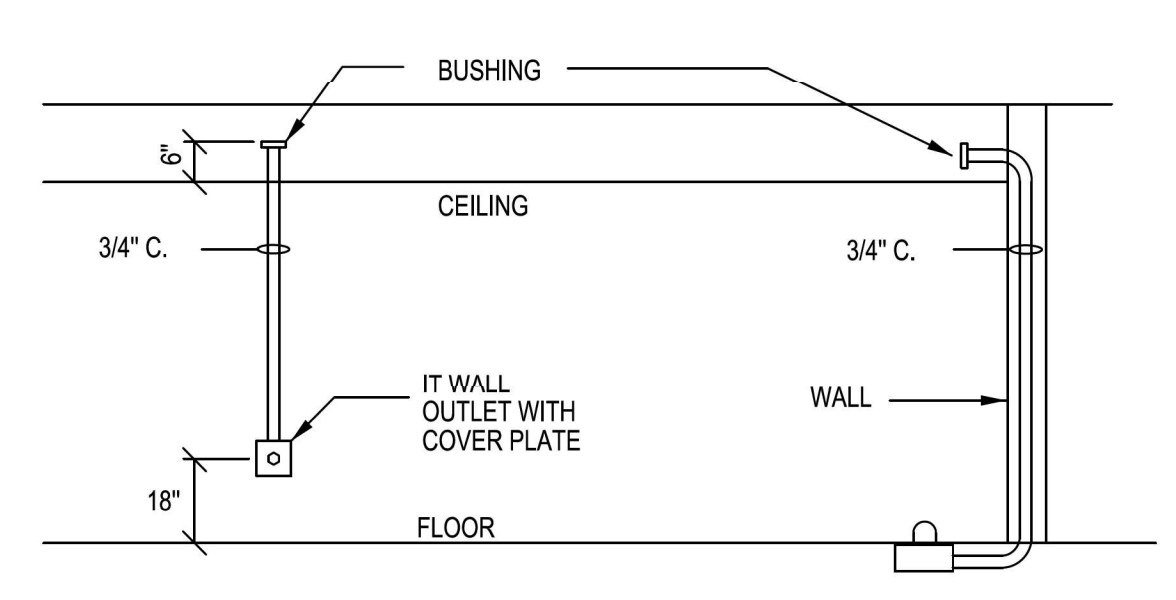 BUSHING
6"
CEILING
3/4" C.
3/4" C.
IT WALL
OUTLET WITH
COVER PLATE
WALL
18"
FLOOR